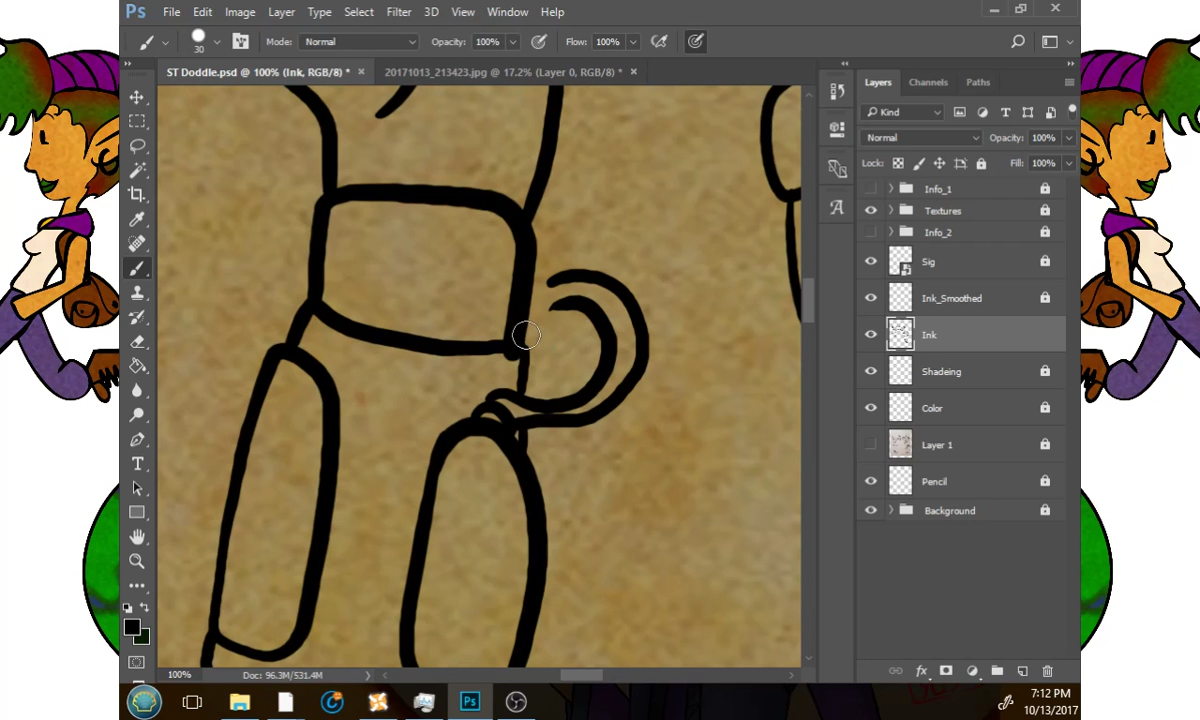 Ps File Edit Image Layer Type Select Filter 3D View Window Help
30 Mode: Normal Opacity: 100% Flow: 100%
ST Doddle.psd @ 100% (Ink, RGB/8) * × 20171013_213423.jpg @ 17.2% (Layer 0, RGB/8) * ×
Layers Channels Paths
Kind
Normal Opacity: 100%
Lock: Fill: 100%
Info_1
Textures
Info_2
Sig
Ink_Smoothed
Ink
Shadeing
Color
Layer 1
Pencil
Background
100% Doc: 96.3M/531.4M
fx
Ps
7:12 PM
10/13/2017